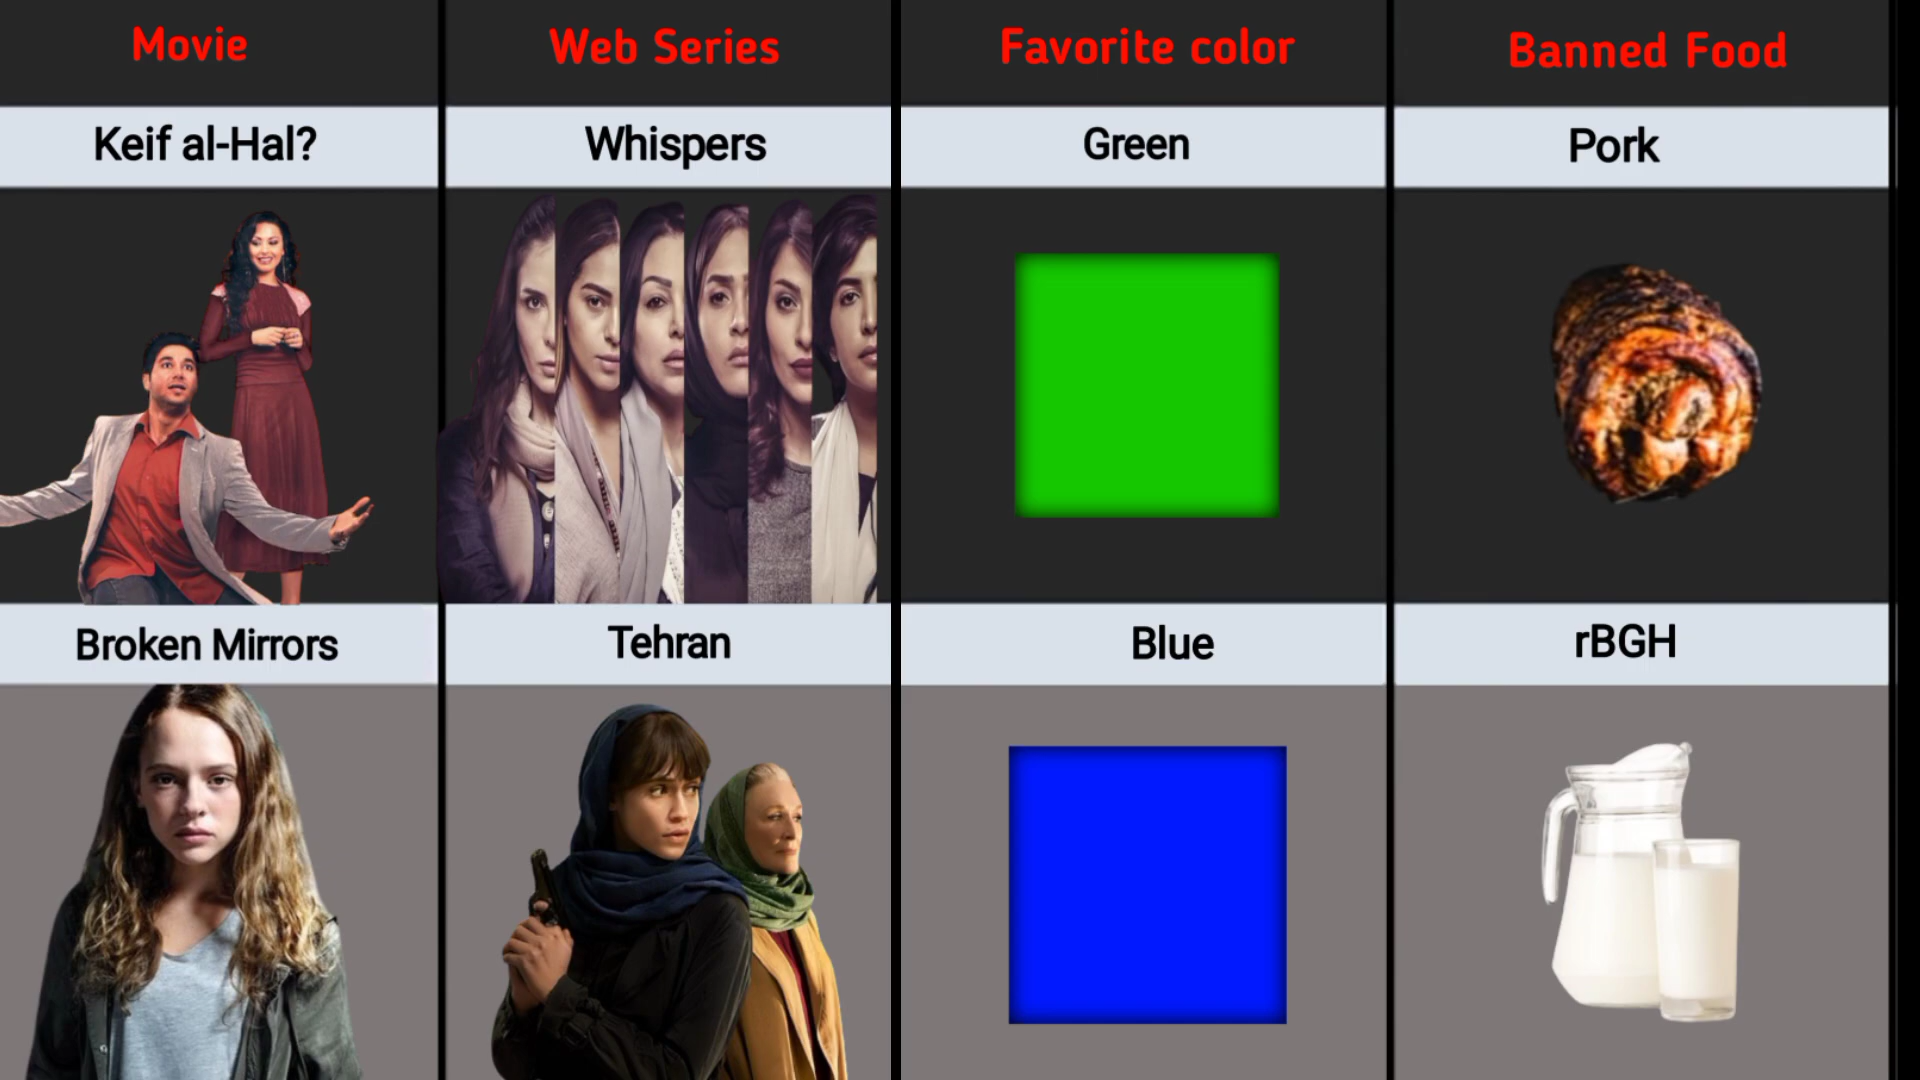 Movie
Web Series
Favorite color
Banned Food
Keif al-Hal?
Whispers
Green
Pork
Broken Mirrors
Tehran
Blue
rBGH